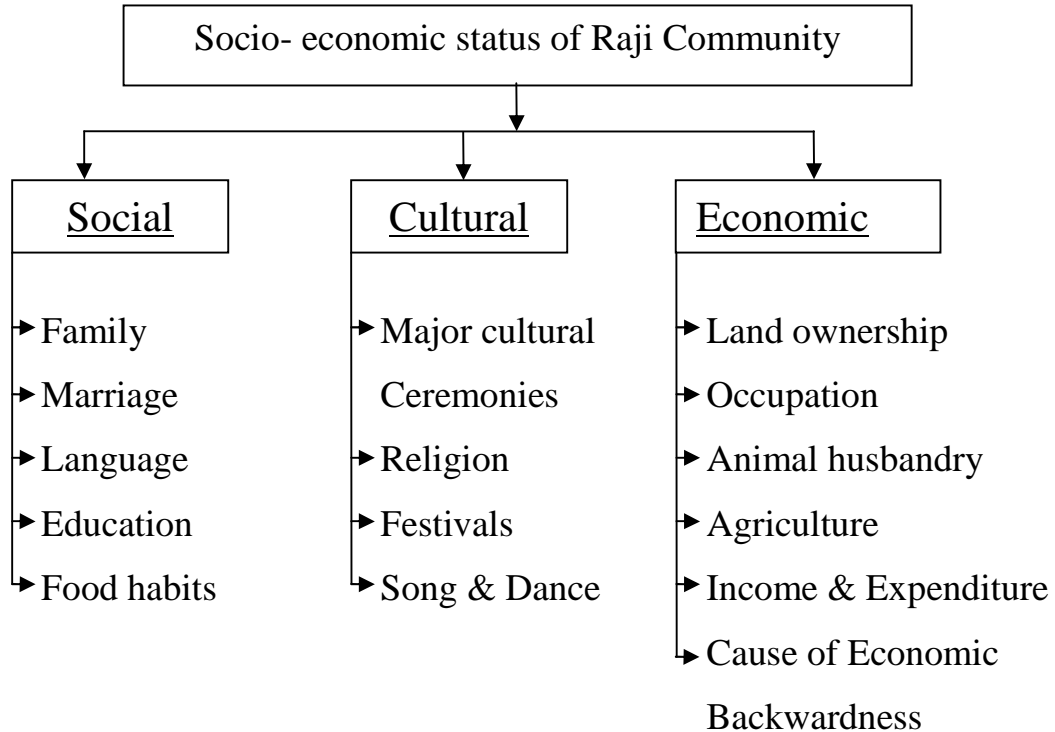 Socio- economic status of Raji Community
Social
Family
Marriage
Language
Education
Food habits
Cultural
Major cultural
Ceremonies
Religion
Festivals
Song & Dance
Economic
Land ownership
Occupation
Animal husbandry
Agriculture
Income & Expenditure
Cause of Economic
Backwardness